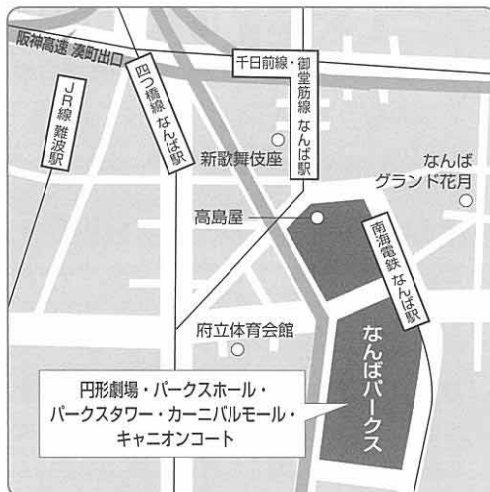 阪神高速 湊町出口
JR線 難波駅
四つ橋線 なんば駅
千日前線・御堂筋線 なんば駅
新歌舞伎座
なんば
グランド花月
高島屋
南海電鉄 なんば駅
府立体育会館
なんばパークス
円形劇場・パークスホール・
パークスタワー・カーニバルモール・
キャニオンコート